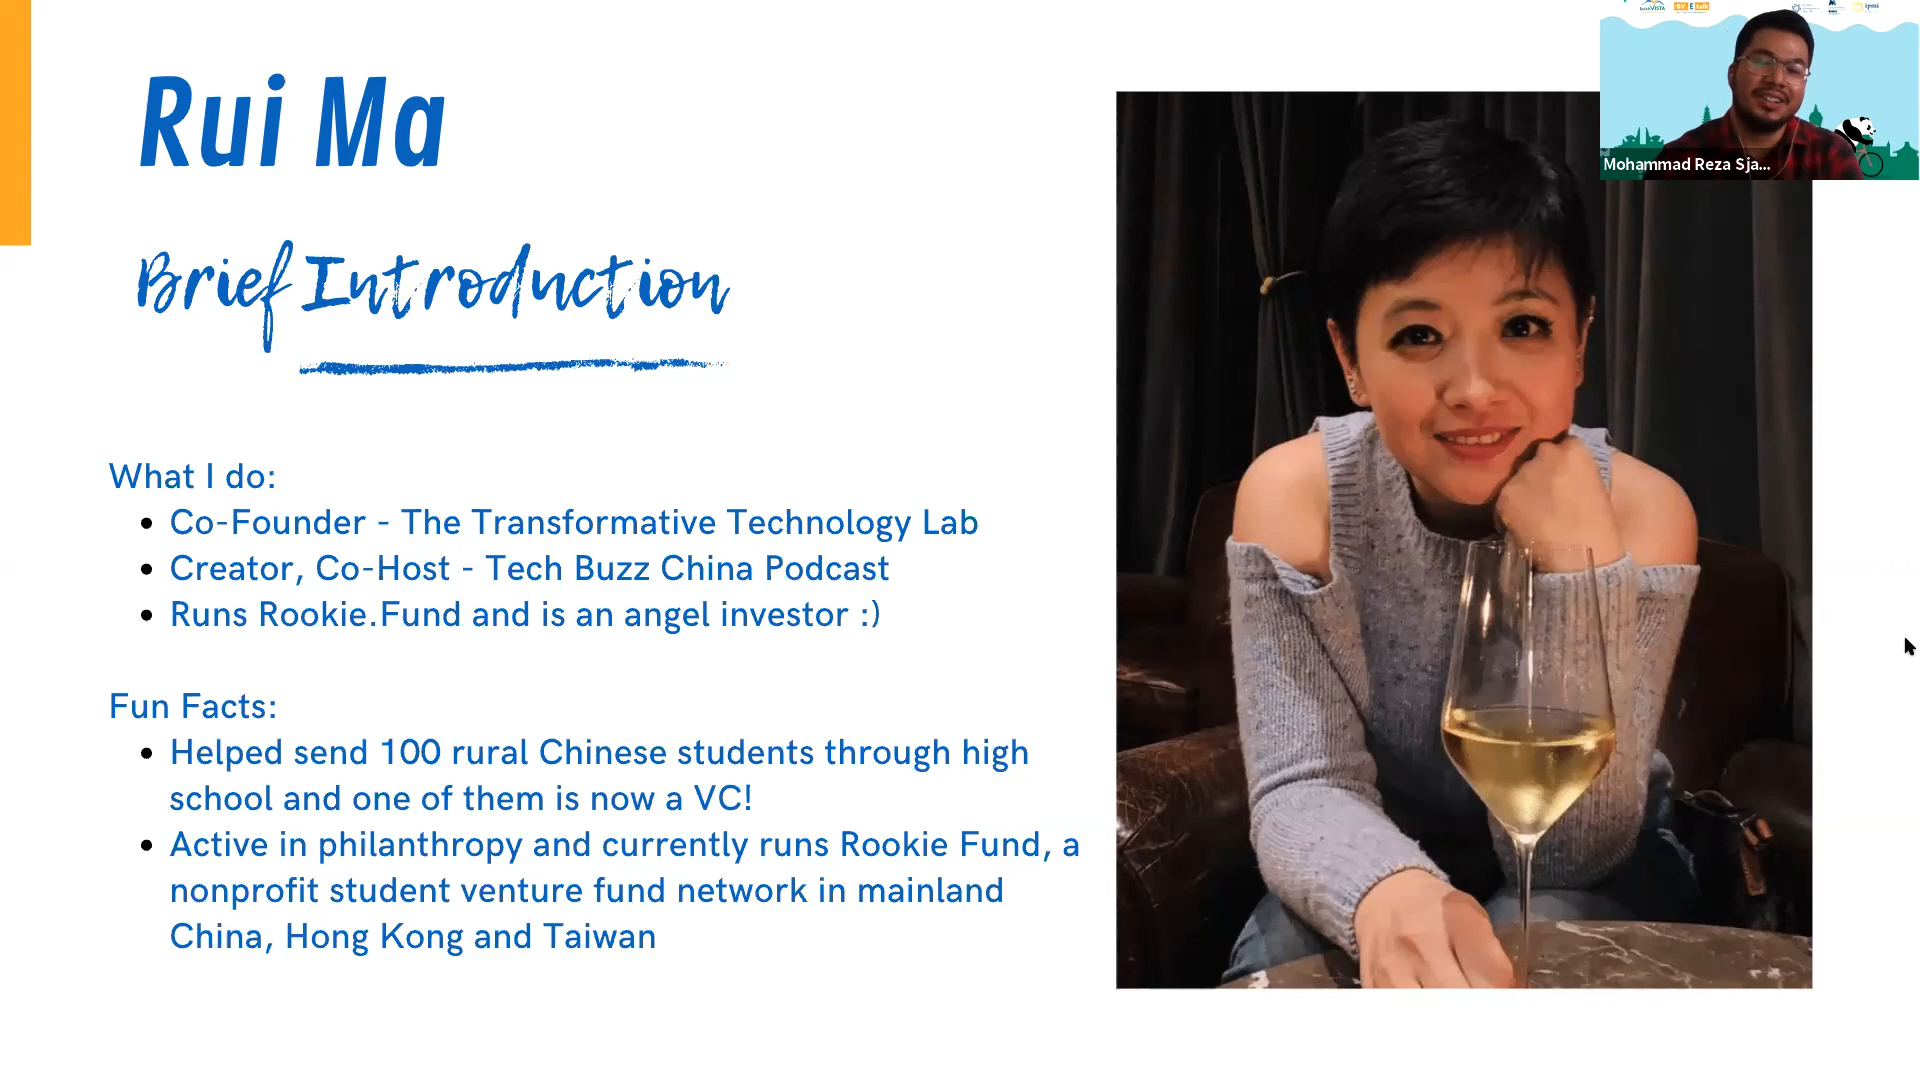 Rui Ma
Brief Introduction
What I do:
Co-Founder - The Transformative Technology Lab
Creator, Co-Host - Tech Buzz China Podcast
Runs Rookie.Fund and is an angel investor :)
Fun Facts:
Helped send 100 rural Chinese students through high
school and one of them is now a VC!
Active in philanthropy and currently runs Rookie Fund, a
nonprofit student venture fund network in mainland
China, Hong Kong and Taiwan
Mohammad Reza Sja...